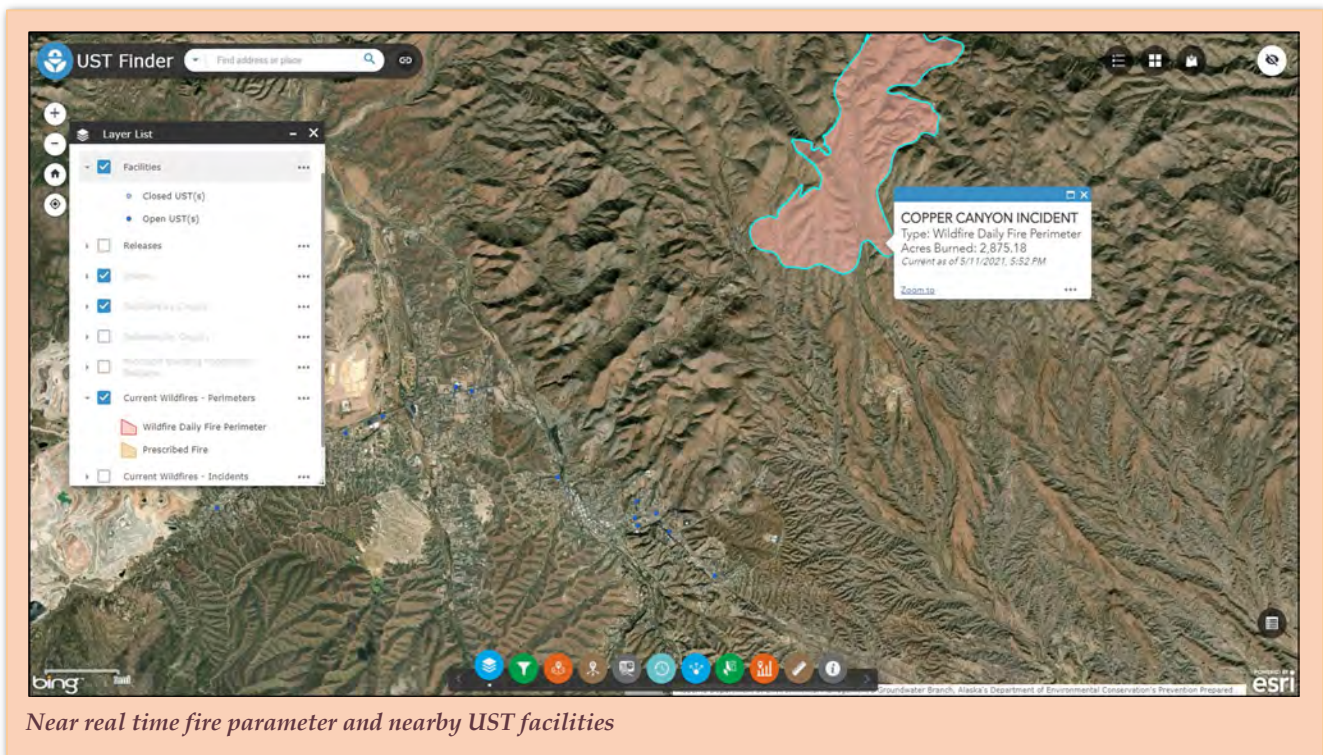 UST Finder
Find address or place
Layer List
Facilities
Closed UST(s)
Open UST(s)
Releases
Current Wildfires - Perimeters
Wildfire Daily Fire Perimeter
Prescribed Fire
Current Wildfires - Incidents
COPPER CANYON INCIDENT
Type: Wildfire Daily Fire Perimeter
Acres Burned: 2,875.18
Current as of 5/11/2021, 5:52 PM
Zoom to
bing
Groundwater Branch, Alaska's Department of Environmental Conservation's Prevention Prepared
POWERED BY
esri
Near real time fire parameter and nearby UST facilities